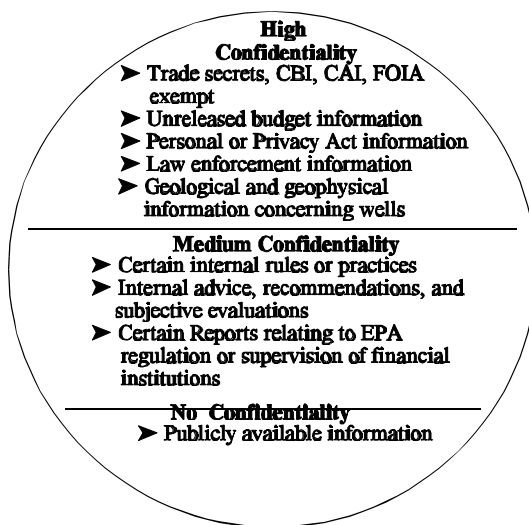 High
Confidentiality
➤ Trade secrets, CBI, CAI, FOIA
exempt
➤ Unreleased budget information
➤ Personal or Privacy Act information
➤ Law enforcement information
➤ Geological and geophysical
information concerning wells
Medium Confidentiality
➤ Certain internal rules or practices
➤ Internal advice, recommendations, and
subjective evaluations
➤ Certain Reports relating to EPA
regulation or supervision of financial
institutions
No Confidentiality
➤ Publicly available information